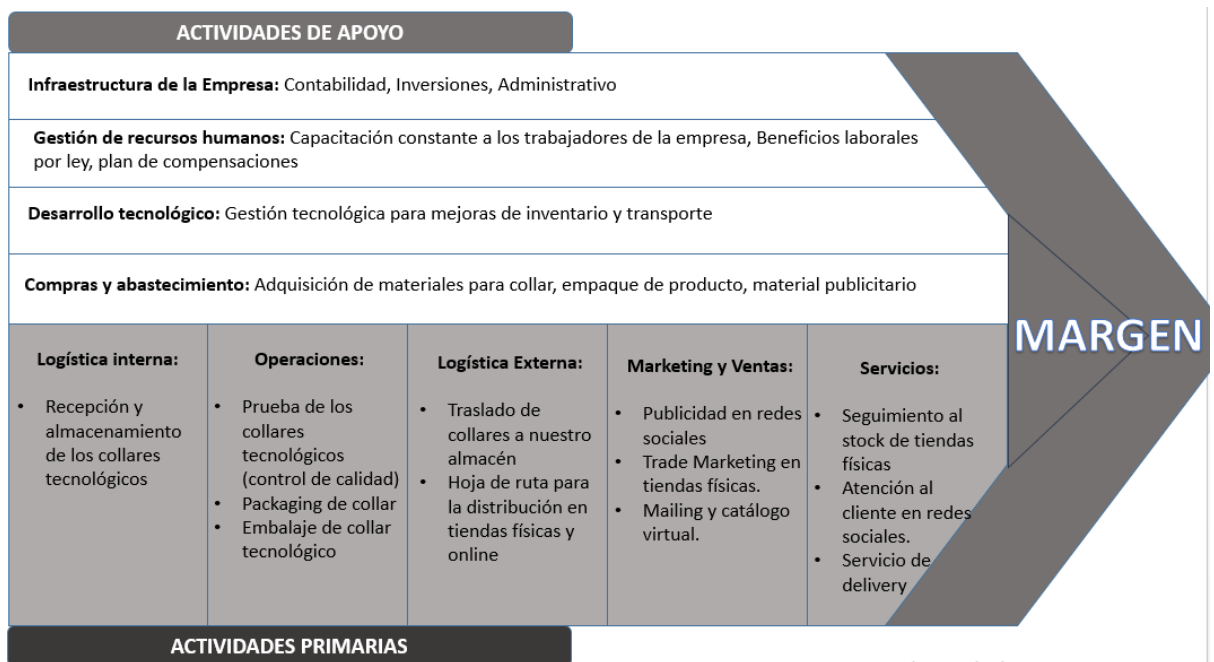 ACTIVIDADES DE APOYO
Infraestructura de la Empresa: Contabilidad, Inversiones, Administrativo
Gestión de recursos humanos: Capacitación constante a los trabajadores de la empresa, Beneficios laborales
por ley, plan de compensaciones
Desarrollo tecnológico: Gestión tecnológica para mejoras de inventario y transporte
Compras y abastecimiento: Adquisición de materiales para collar, empaque de producto, material publicitario
MARGEN
Logística interna:
• Recepción y
almacenamiento
de los collares
tecnológicos
Operaciones:
• Prueba de los
collares
tecnológicos
(control de calidad)
• Packaging de collar
• Embalaje de collar
tecnológico
Logística Externa:
• Traslado de
collares a nuestro
almacén
• Hoja de ruta para
la distribución en
tiendas físicas y
online
Marketing y Ventas:
• Publicidad en redes
sociales
• Trade Marketing en
tiendas físicas.
• Mailing y catálogo
virtual.
Servicios:
• Seguimiento al
stock de tiendas
físicas
• Atención al
cliente en redes
sociales.
• Servicio de
delivery
ACTIVIDADES PRIMARIAS